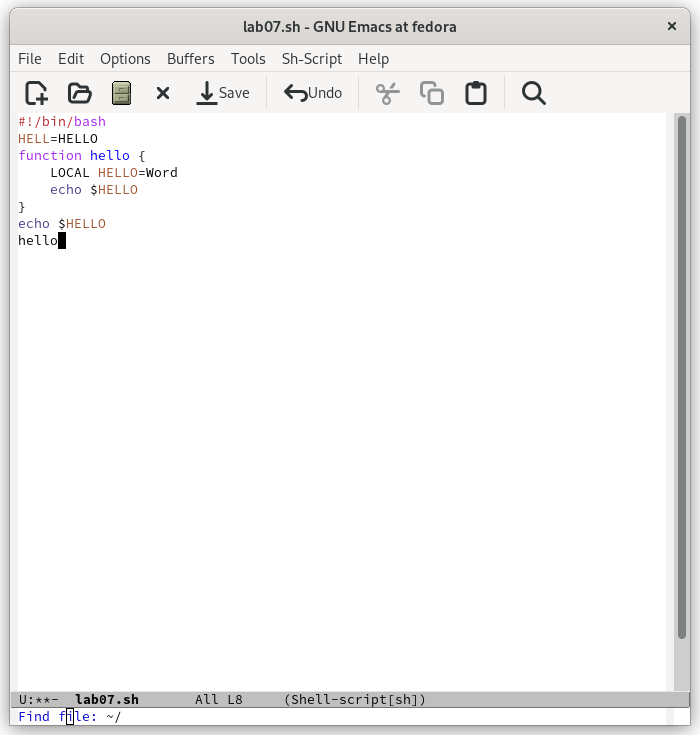 lab07.sh - GNU Emacs at fedora ×
File Edit Options Buffers Tools Sh-Script Help
Save Undo
#!/bin/bash
HELL=HELLO
function hello {
    LOCAL HELLO=Word
    echo $HELLO
}
echo $HELLO
hello
U:**- lab07.sh All L8 (Shell-script[sh])
Find file: ~/